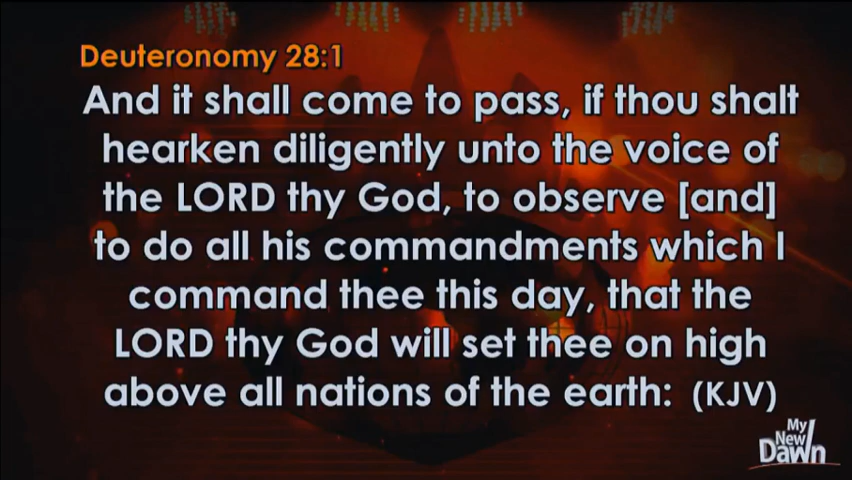 Deuteronomy 28:1
And it shall come to pass, if thou shalt
hearken diligently unto the voice of
the LORD thy God, to observe [and]
to do all his commandments which I
command thee this day, that the
LORD thy God will set thee on high
above all nations of the earth: (KJV)
My
New
Dawn